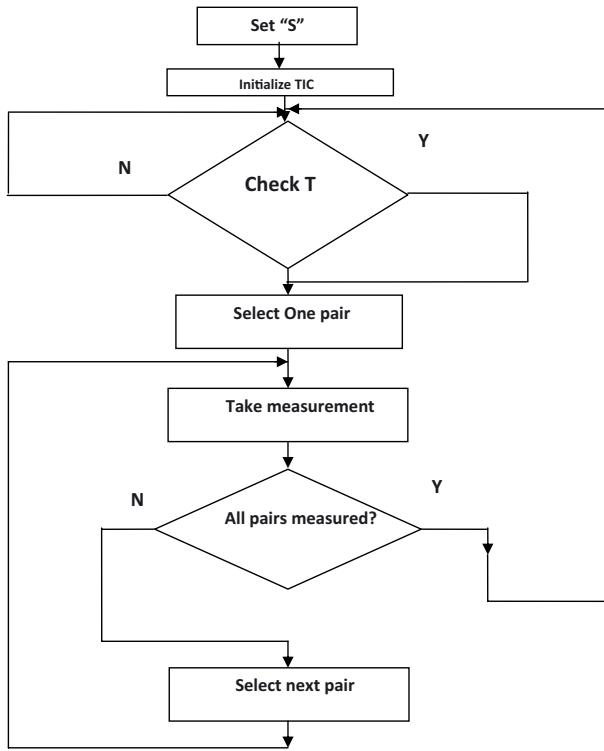 Set “S”
Initialize TIC
N
Y
Check T
Select One pair
Take measurement
N
Y
All pairs measured?
Select next pair